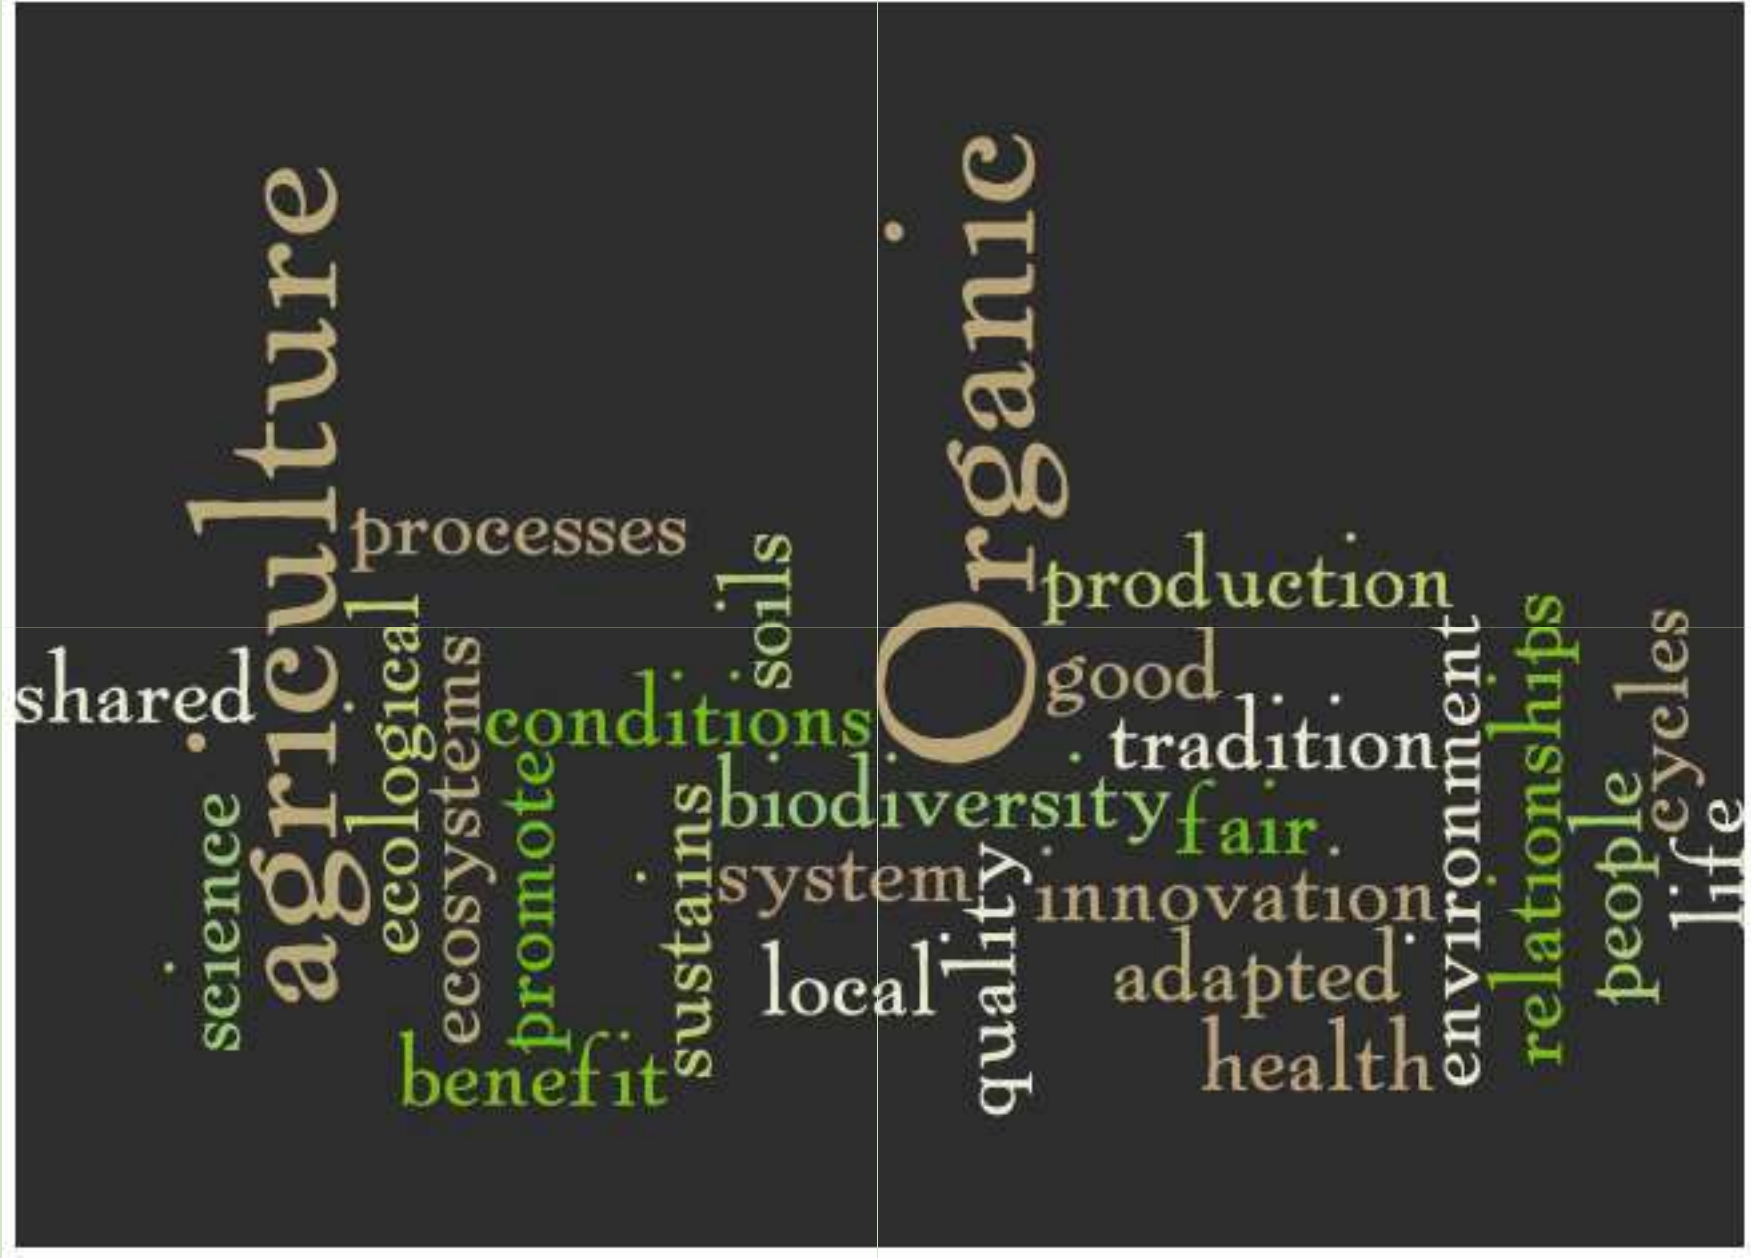 agriculture
Organic
processes
soils
production
shared
ecological
ecosystems
conditions
good
tradition
environment
relationships
cycles
science
promote
sustains
biodiversity
fair
people
life
system
quality
innovation
local
adapted
benefit
health